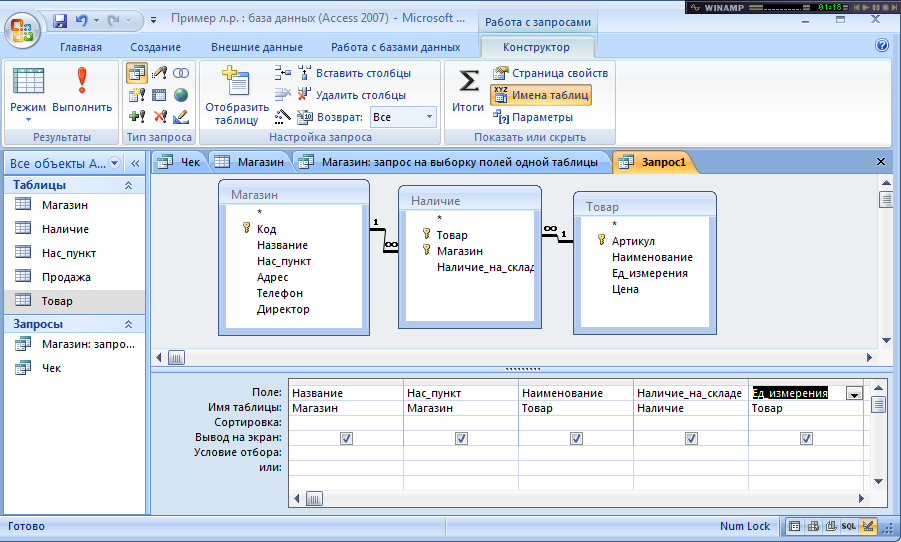 WINAMP 01:18
Пример л.р. : база данных (Access 2007) - Microsoft ...
Работа с запросами
Главная Создание Внешние данные Работа с базами данных Конструктор
Режим Выполнить
Результаты
Тип запроса
Отобразить таблицу
Вставить столбцы
Удалить столбцы
Возврат: Все
Настройка запроса
Σ Итоги
Страница свойств
XYZ Имена таблиц
Параметры
Показать или скрыть
Все объекты A... «
Чек Магазин Магазин: запрос на выборку полей одной таблицы Запрос1
Таблицы
Магазин
Наличие
Нас_пункт
Продажа
Товар
Запросы
Магазин: запро...
Чек
Магазин
*
Код
Название
Нас_пункт
Адрес
Телефон
Директор
1
∞
Наличие
*
Товар
Магазин
Наличие_на_склад
∞
1
Товар
*
Артикул
Наименование
Ед_измерения
Цена
Поле: Название Нас_пункт Наименование Наличие_на_складе Ед_измерения
Имя таблицы: Магазин Магазин Товар Наличие Товар
Сортировка:
Вывод на экран:
Условие отбора:
или:
Готово Num Lock SQL